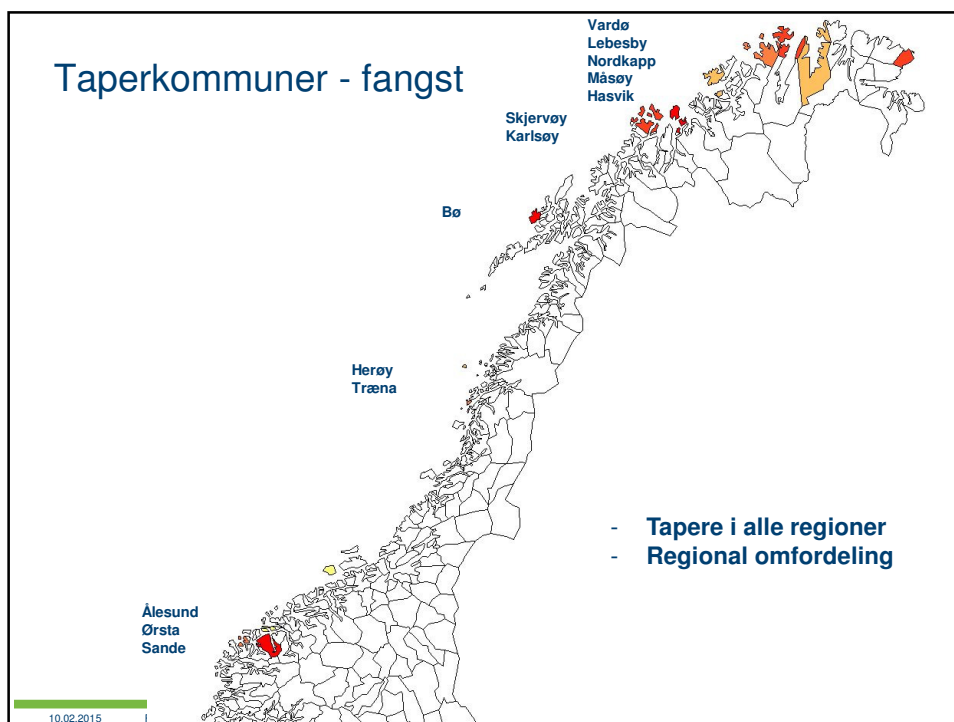 Taperkommuner - fangst
Vardø
Lebesby
Nordkapp
Måsøy
Hasvik
Skjervøy
Karlsøy
Bø
Herøy
Træna
- Tapere i alle regioner
- Regional omfordeling
Ålesund
Ørsta
Sande
10.02.2015